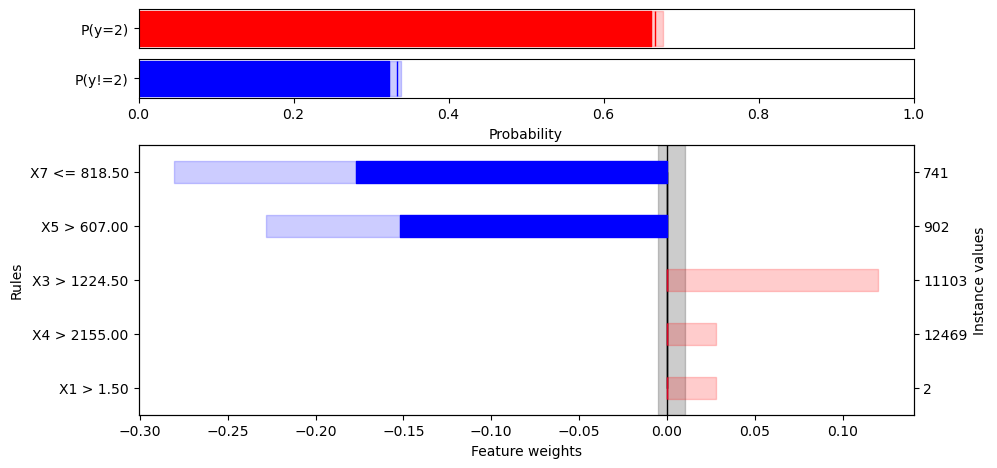 P(y=2)
P(y!=2)
0.0 0.2 0.4 0.6 0.8 1.0
Probability
X7 <= 818.50 741
X5 > 607.00 902
X3 > 1224.50 11103
X4 > 2155.00 12469
X1 > 1.50 2
Rules
Instance values
−0.30 −0.25 −0.20 −0.15 −0.10 −0.05 0.00 0.05 0.10
Feature weights